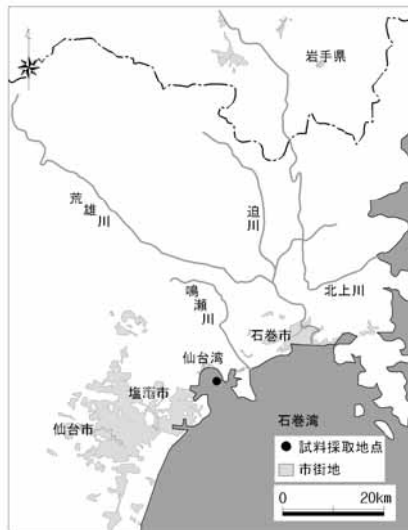 岩手県
荒雄川
迫川
鳴瀬川
北上川
石巻市
仙台湾
塩竈市
仙台市
石巻湾
試料採取地点
市街地
0 20km